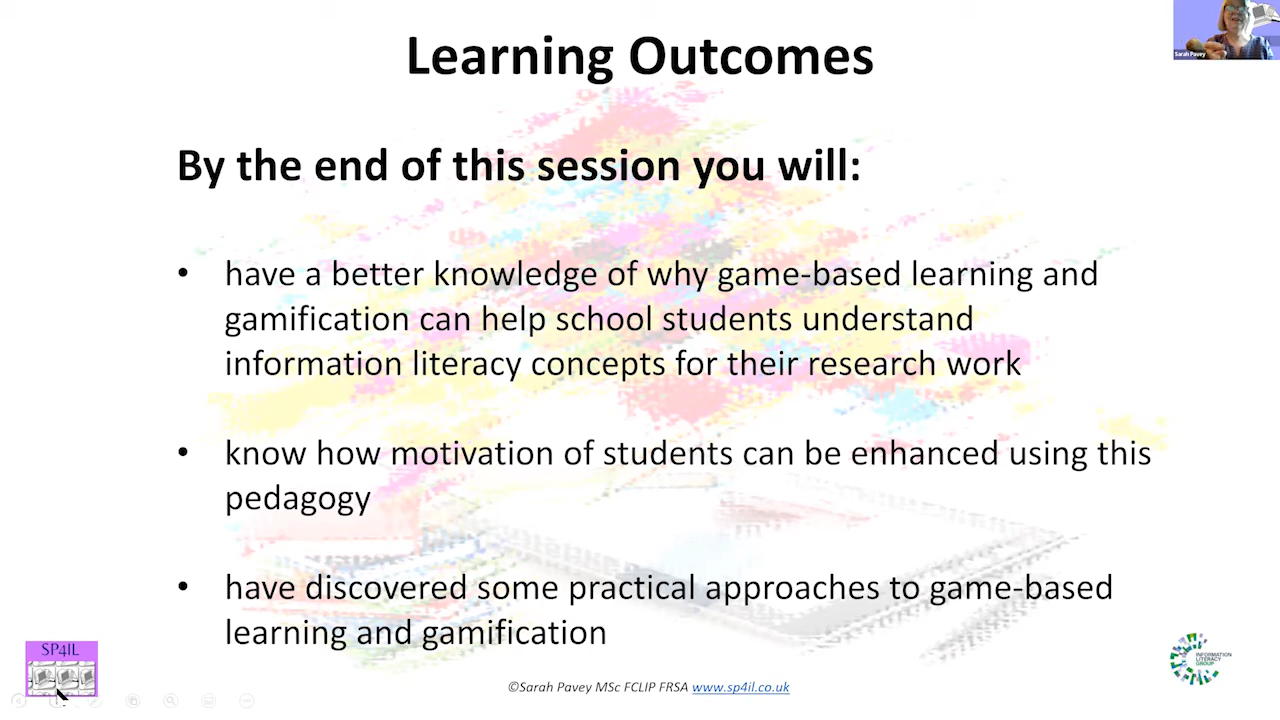 Learning Outcomes
Sarah Pavey
By the end of this session you will:
• have a better knowledge of why game-based learning and
gamification can help school students understand
information literacy concepts for their research work
• know how motivation of students can be enhanced using this
pedagogy
• have discovered some practical approaches to game-based
learning and gamification
SP4IL
INFORMATION
LITERACY
GROUP
©Sarah Pavey MSc FCLIP FRSA www.sp4il.co.uk